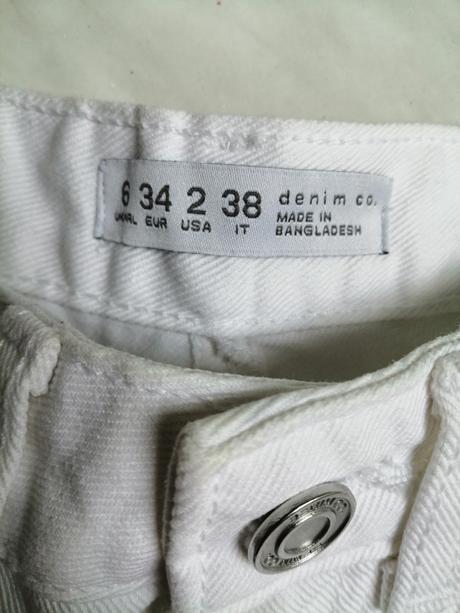 6 34 2 38 denim co.
UK/IRL EUR USA IT MADE IN
BANGLADESH